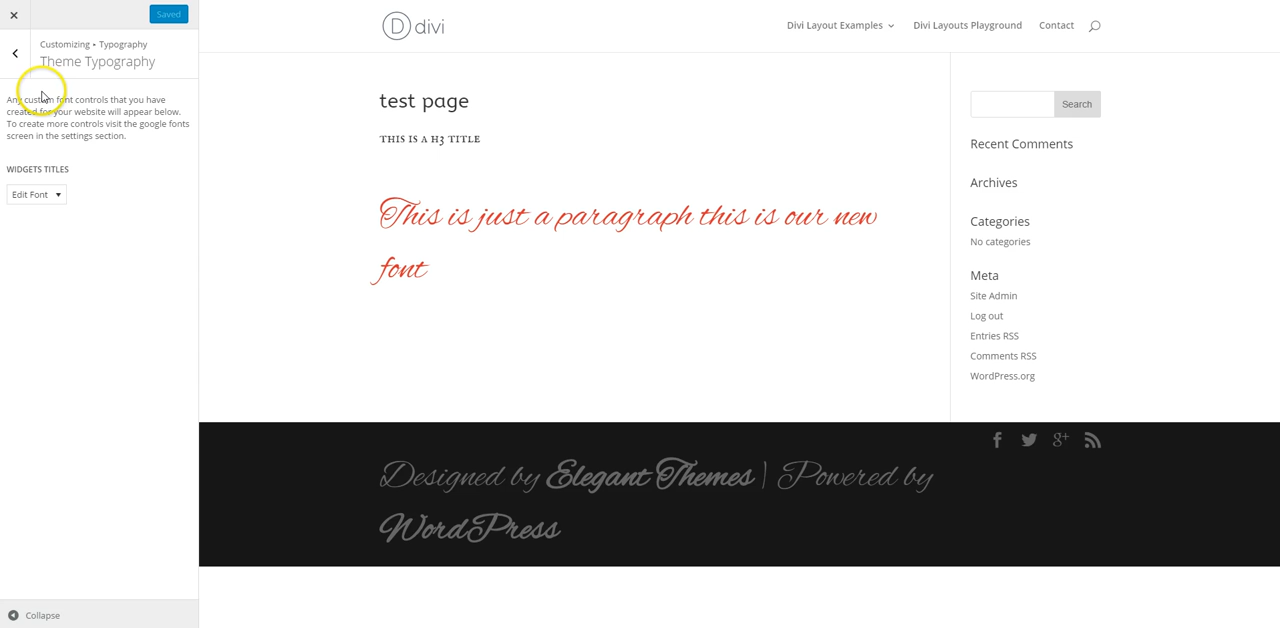 Saved
Customizing ▸ Typography
Theme Typography
Any custom font controls that you have
created for your website will appear below.
To create more controls visit the google fonts
screen in the settings section.
WIDGETS TITLES
Edit Font
Collapse
D divi
Divi Layout Examples
Divi Layouts Playground
Contact
test page
THIS IS A H3 TITLE
This is just a paragraph this is our new
font
Search
Recent Comments
Archives
Categories
No categories
Meta
Site Admin
Log out
Entries RSS
Comments RSS
WordPress.org
Designed by Elegant Themes | Powered by
WordPress